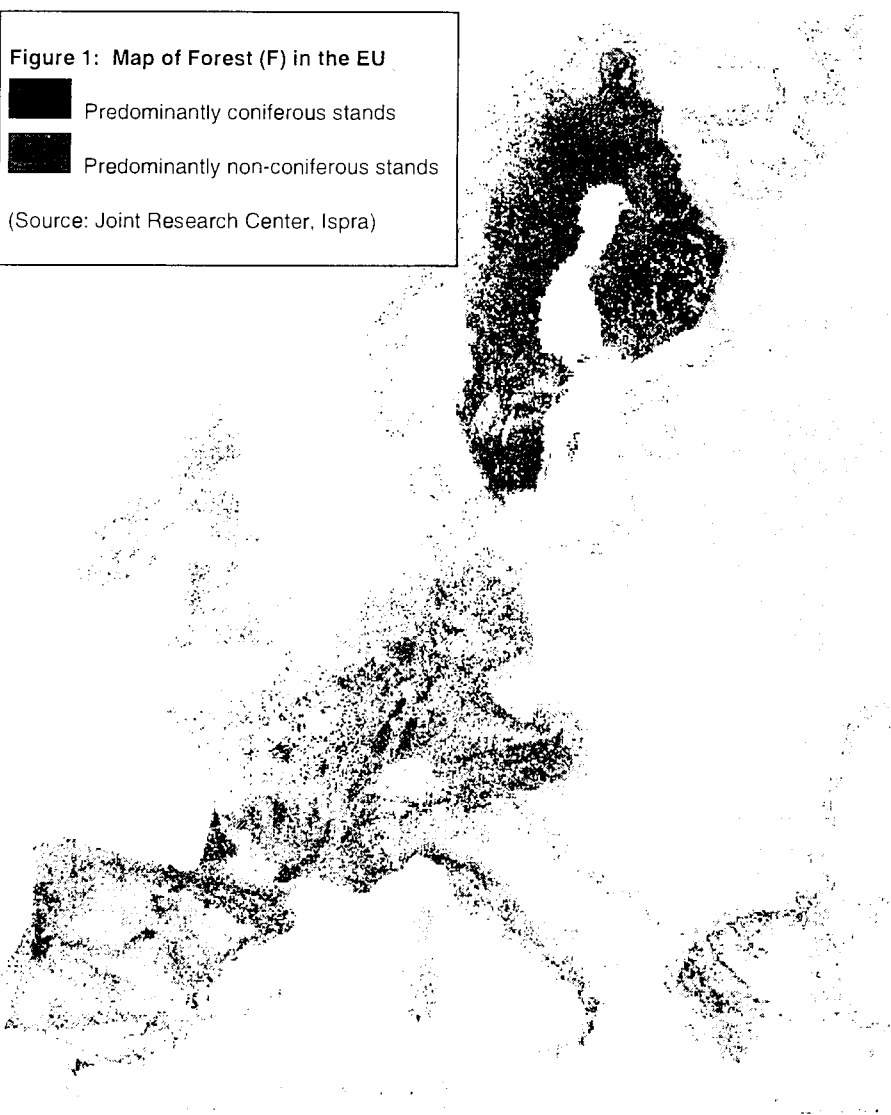 Figure 1: Map of Forest (F) in the EU
Predominantly coniferous stands
Predominantly non-coniferous stands
(Source: Joint Research Center, Ispra)